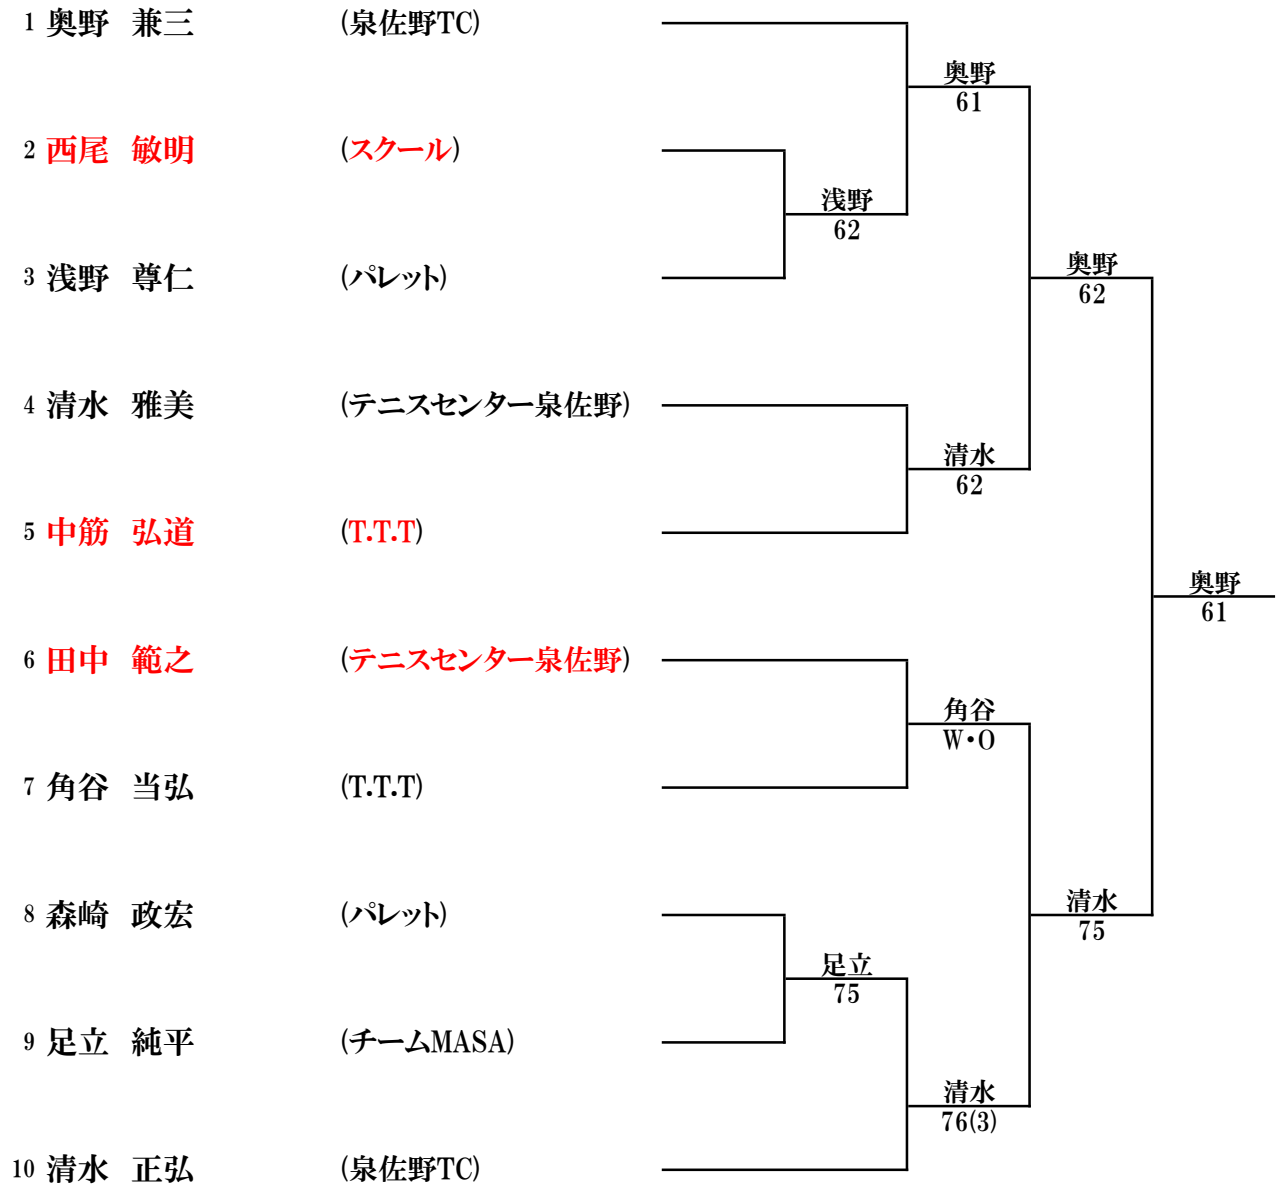 1 奥野 兼三 (泉佐野TC)
奥野
61
2 西尾 敏明 (スクール)
浅野
62
3 浅野 尊仁 (パレット)
奥野
62
4 清水 雅美 (テニスセンター泉佐野)
清水
62
5 中筋 弘道 (T.T.T)
奥野
61
6 田中 範之 (テニスセンター泉佐野)
角谷
W・O
7 角谷 当弘 (T.T.T)
8 森崎 政宏 (パレット)
清水
75
足立
75
9 足立 純平 (チームMASA)
清水
76(3)
10 清水 正弘 (泉佐野TC)